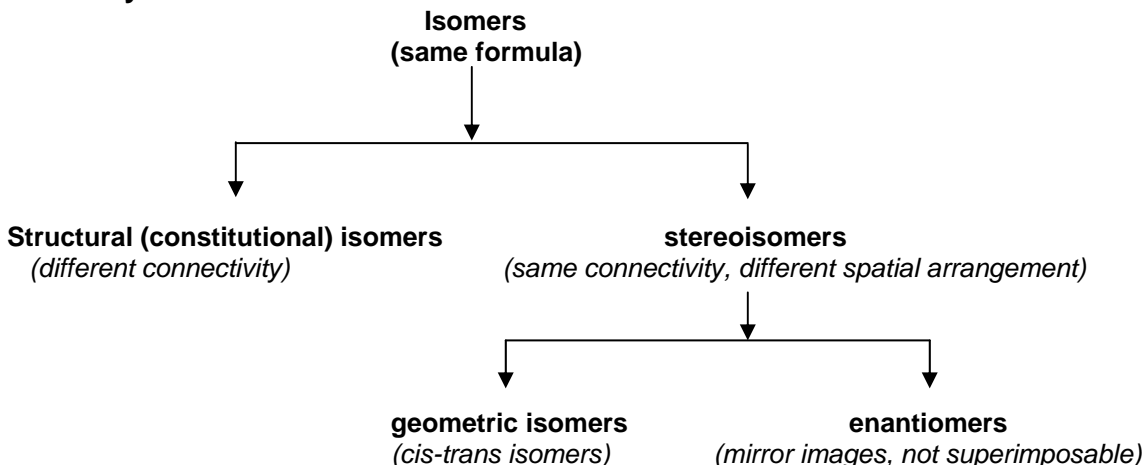 Isomers
(same formula)
Structural (constitutional) isomers
(different connectivity)
stereoisomers
(same connectivity, different spatial arrangement)
geometric isomers
(cis-trans isomers)
enantiomers
(mirror images, not superimposable)